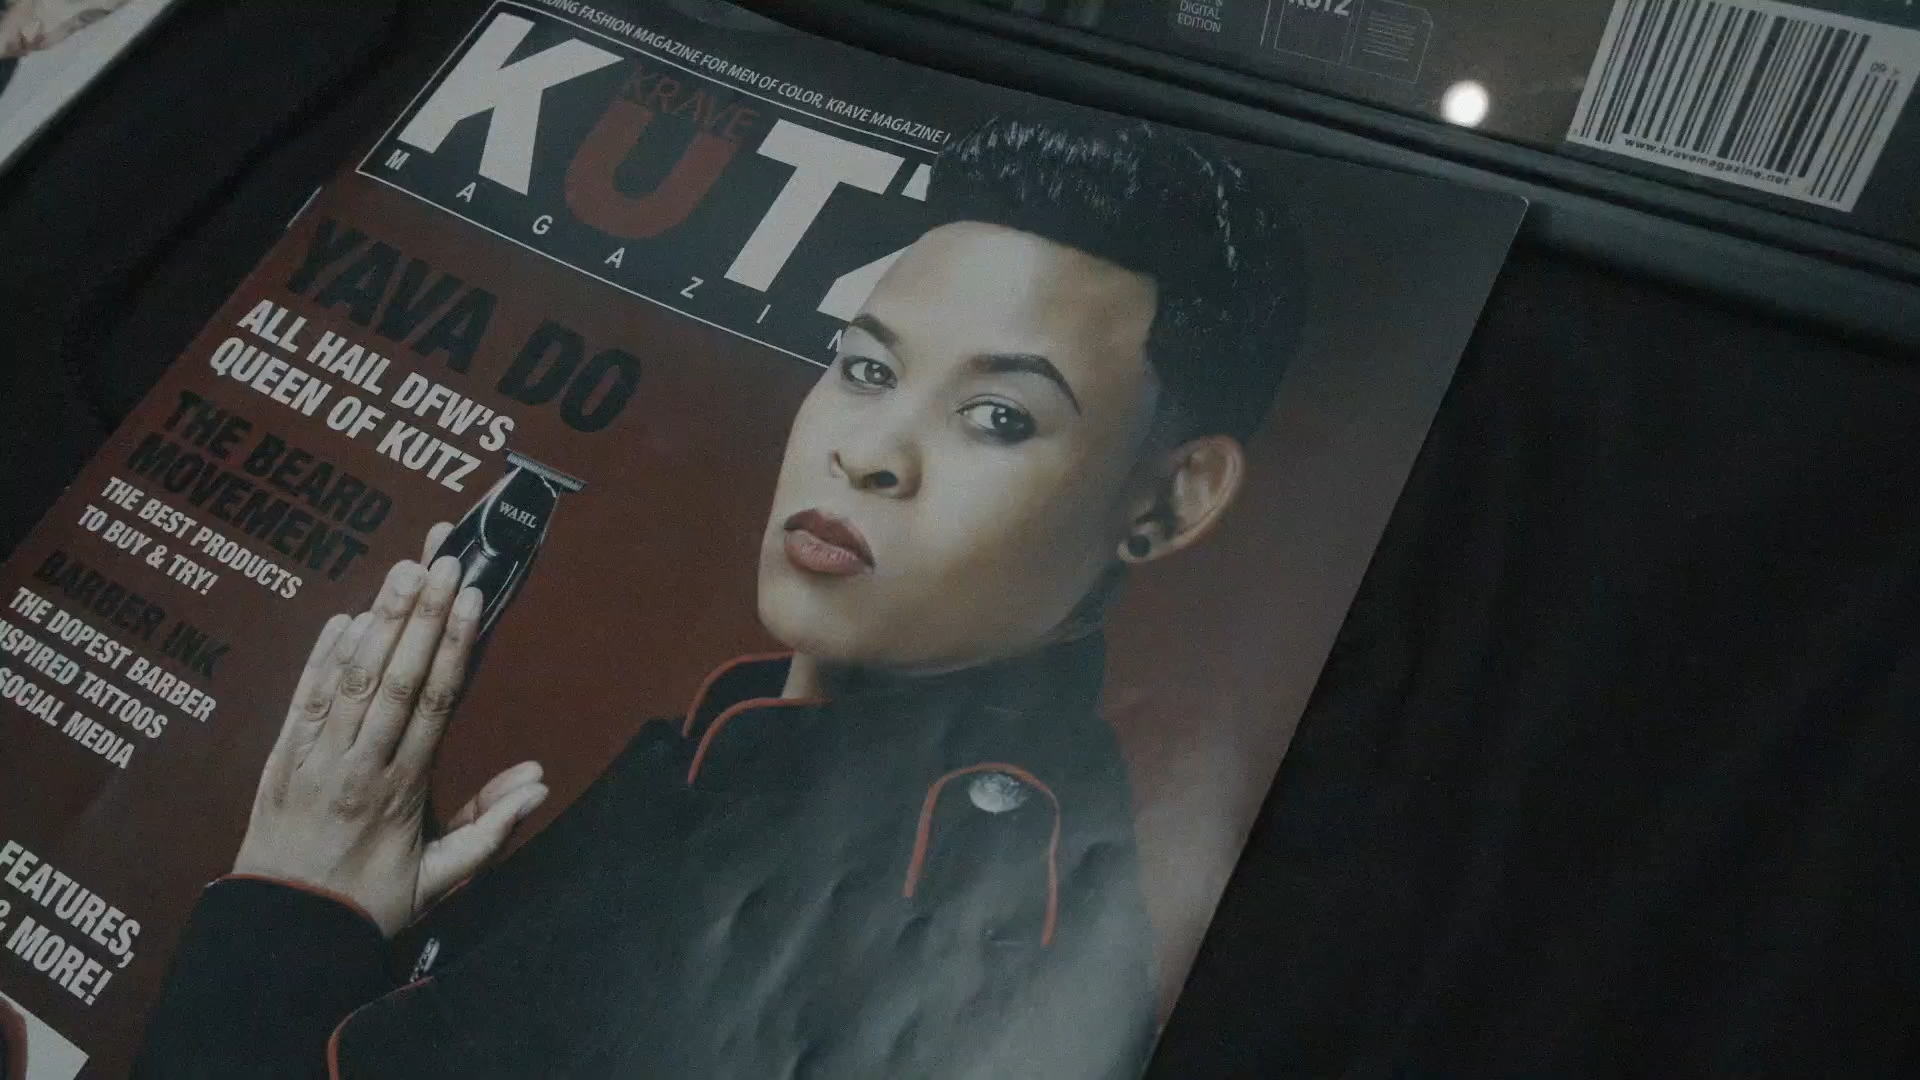 DIGITAL
EDITION
KUTZ
www.kravemagazine.net
FASHION MAGAZINE FOR MEN OF COLOR, KRAVE MAGAZINE
KRAVE
KUTZ
MAGAZIN
YAVA DO
ALL HAIL DFW'S
QUEEN OF KUTZ
THE BEARD
MOVEMENT
THE BEST PRODUCTS
TO BUY & TRY!
BARBER INK
THE DOPEST BARBER
INSPIRED TATTOOS
SOCIAL MEDIA
WAHL
FEATURES,
& MORE!